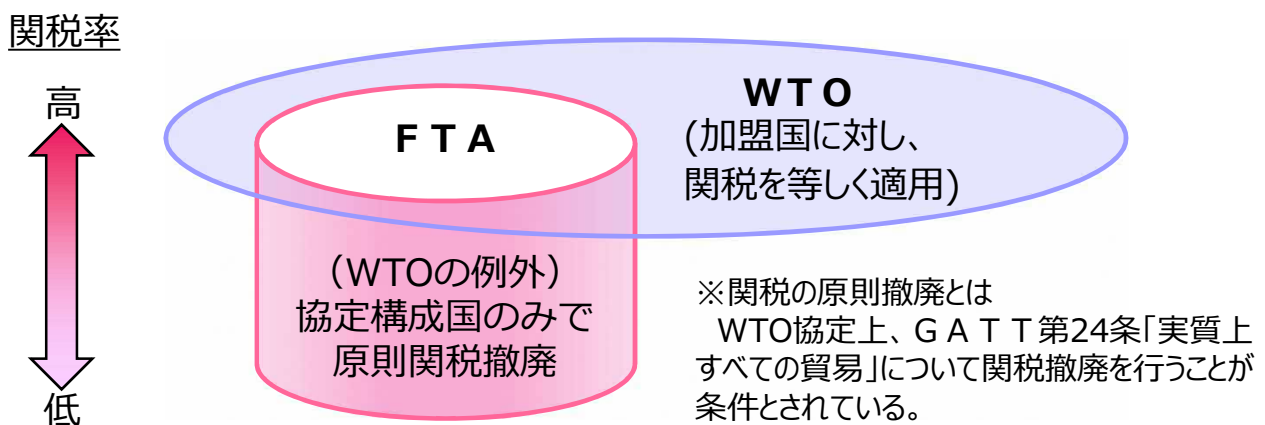 関税率
高
低
ＦＴＡ
（WTOの例外）
協定構成国のみで
原則関税撤廃
ＷＴＯ
(加盟国に対し、
関税を等しく適用)
※関税の原則撤廃とは
　WTO協定上、ＧＡＴＴ第24条「実質上
すべての貿易」について関税撤廃を行うことが
条件とされている。